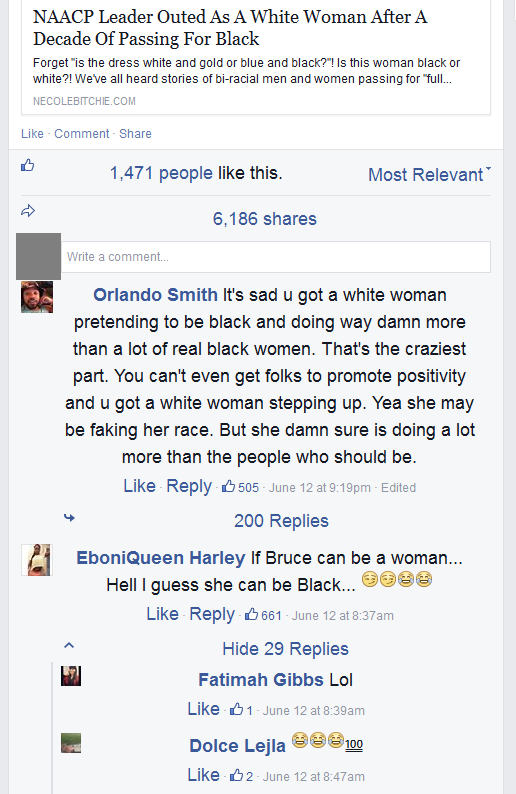 NAACP Leader Outed As A White Woman After A
Decade Of Passing For Black
Forget "is the dress white and gold or blue and black?"! Is this woman black or
white?! We've all heard stories of bi-racial men and women passing for "full...
NECOLEBITCHIE.COM
Like · Comment · Share
1,471 people like this.
Most Relevant
6,186 shares
Write a comment...
Orlando Smith It's sad u got a white woman
pretending to be black and doing way damn more
than a lot of real black women. That's the craziest
part. You can't even get folks to promote positivity
and u got a white woman stepping up. Yea she may
be faking her race. But she damn sure is doing a lot
more than the people who should be.
Like · Reply · 505 · June 12 at 9:19pm · Edited
200 Replies
EboniQueen Harley If Bruce can be a woman...
Hell I guess she can be Black... 😏😏😂😂
Like · Reply · 661 · June 12 at 8:37am
Hide 29 Replies
Fatimah Gibbs Lol
Like · 1 · June 12 at 8:39am
Dolce Lejla 😂😂😂💯
Like · 2 · June 12 at 8:47am